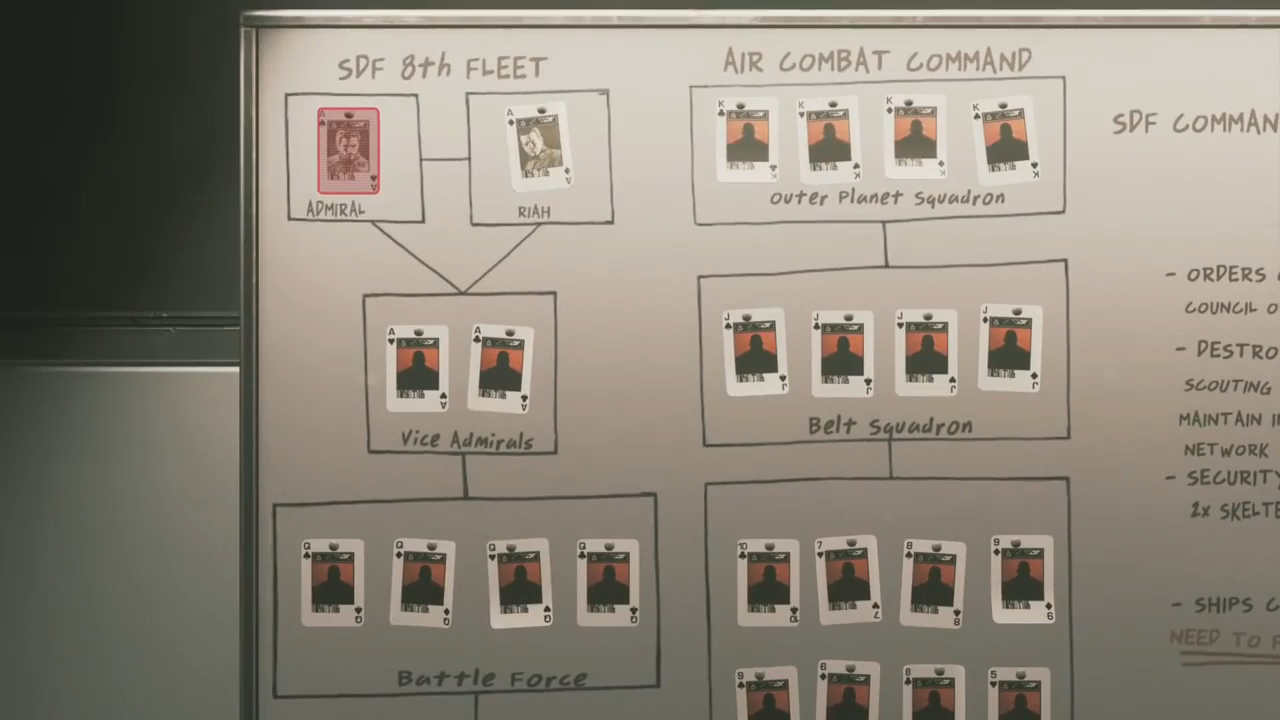 SDF 8th FLEET
ADMIRAL
RIAH
Vice Admirals
Battle Force
AIR COMBAT COMMAND
Outer Planet Squadron
Belt Squadron
SDF COMMAN
- ORDERS
COUNCIL O
- DESTRO
SCOUTING
MAINTAIN I
NETWORK
- SECURITY
2x SKELTE
- SHIPS C
NEED TO F